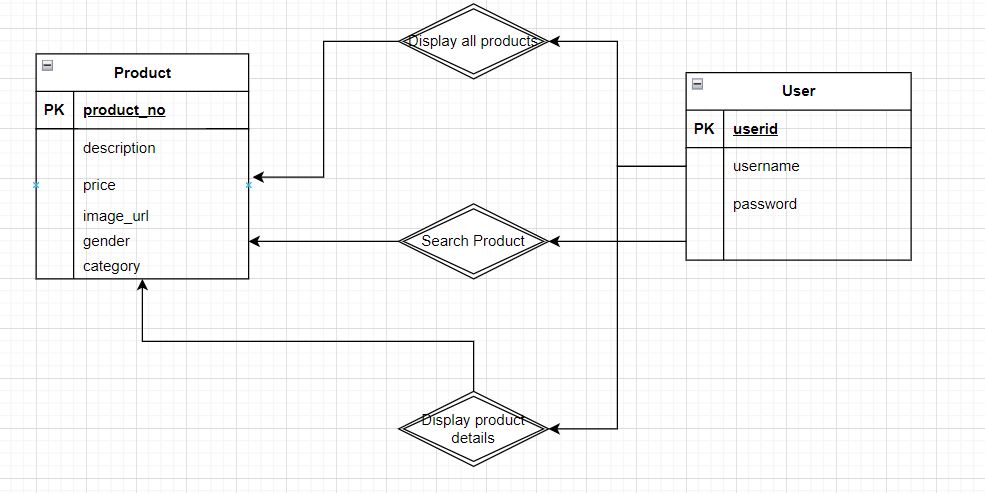 Display all products
Product
PK product_no
description
price
image_url
gender
category
User
PK userid
username
password
Search Product
Display product
details